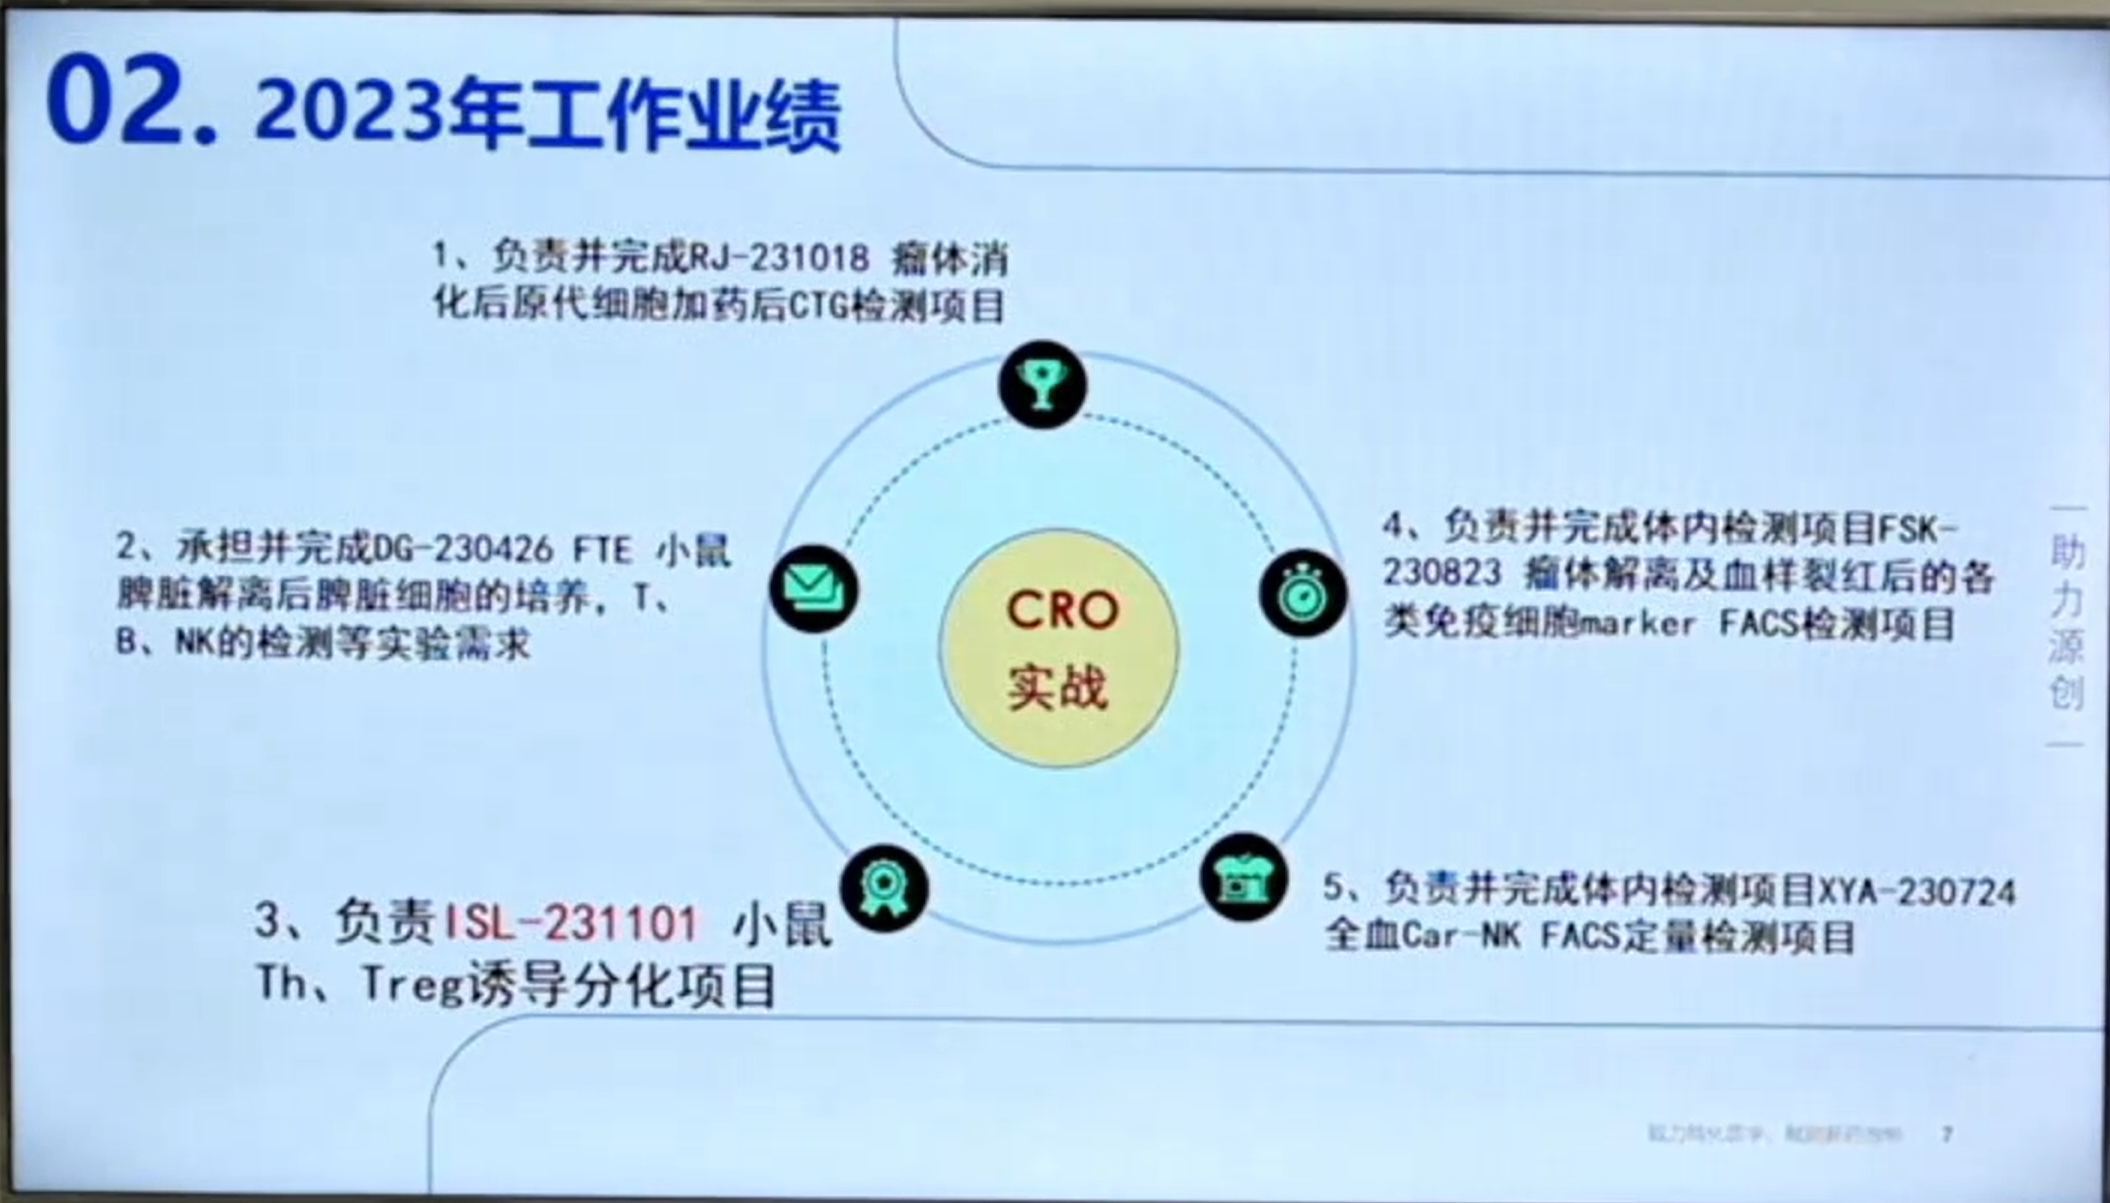 02. 2023年工作业绩
1、负责并完成RJ-231018 瘤体消
化后原代细胞加药后CTG检测项目
2、承担并完成DG-230426 FTE 小鼠
脾脏解离后脾脏细胞的培养，T、
B、NK的检测等实验需求
3、负责ISL-231101 小鼠
Th、Treg诱导分化项目
CRO
实战
4、负责并完成体内检测项目FSK-
230823 瘤体解离及血样裂红后的各
类免疫细胞marker FACS检测项目
5、负责并完成体内检测项目XYA-230724
全血Car-NK FACS定量检测项目
助力源创
7